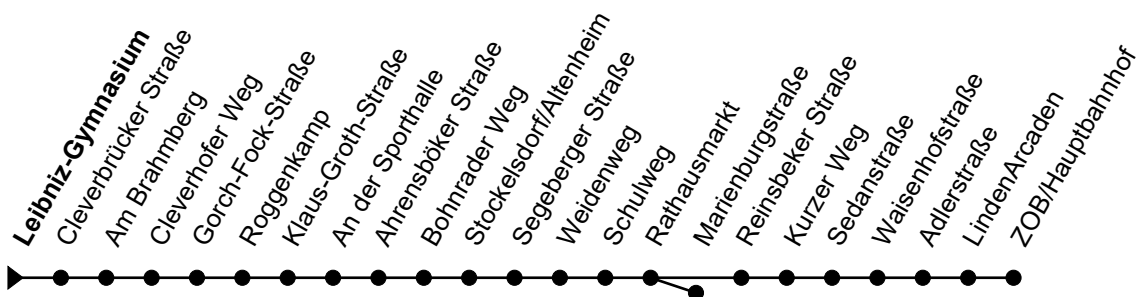 Leibniz-Gymnasium
Cleverbrücker Straße
Am Brahmberg
Cleverhofer Weg
Gorch-Fock-Straße
Roggenkamp
Klaus-Groth-Straße
An der Sporthalle
Ahrensböker Straße
Bohnrader Weg
Stockelsdorf/Altenheim
Segeberger Straße
Weidenweg
Schulweg
Rathausmarkt
Marienburgstraße
Reinsbeker Straße
Kurzer Weg
Sedanstraße
Waisenhofstraße
Adlerstraße
LindenArcaden
ZOB/Hauptbahnhof